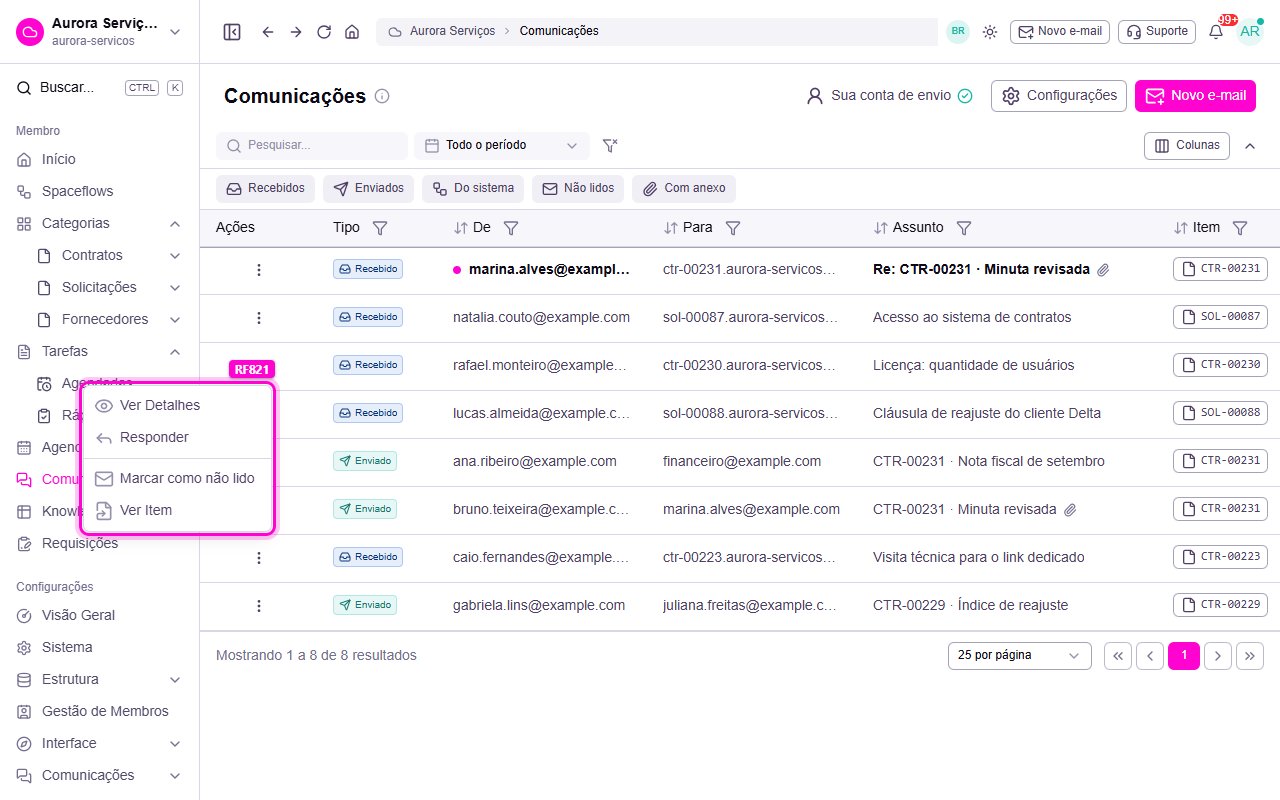 Aurora Serviç...
aurora-servicos
Aurora Serviços
Comunicações
BR
Novo e-mail
Suporte
99+
AR
Buscar...
CTRL
K
Membro
Início
Spaceflows
Categorias
Contratos
Solicitações
Fornecedores
Tarefas
Comunicações
Sua conta de envio
Configurações
Novo e-mail
Pesquisar...
Todo o período
Colunas
Recebidos
Enviados
Do sistema
Não lidos
Com anexo
Ações
Tipo
De
Para
Assunto
Item
Recebido
marina.alves@exampl...
ctr-00231.aurora-servicos...
Re: CTR-00231 · Minuta revisada
CTR-00231
Recebido
natalia.couto@example.com
sol-00087.aurora-servicos...
Acesso ao sistema de contratos
SOL-00087
Recebido
rafael.monteiro@example...
ctr-00230.aurora-servicos...
Licença: quantidade de usuários
CTR-00230
Recebido
lucas.almeida@example.c...
sol-00088.aurora-servicos...
Cláusula de reajuste do cliente Delta
SOL-00088
Enviado
ana.ribeiro@example.com
financeiro@example.com
CTR-00231 · Nota fiscal de setembro
CTR-00231
Enviado
bruno.teixeira@example.c...
marina.alves@example.com
CTR-00231 · Minuta revisada
CTR-00231
Recebido
caio.fernandes@example....
ctr-00223.aurora-servicos...
Visita técnica para o link dedicado
CTR-00223
Enviado
gabriela.lins@example.com
juliana.freitas@example.c...
CTR-00229 · Índice de reajuste
CTR-00229
RF821
Ver Detalhes
Responder
Marcar como não lido
Ver Item
Requisições
Configurações
Visão Geral
Sistema
Estrutura
Gestão de Membros
Interface
Comunicações
Mostrando 1 a 8 de 8 resultados
25 por página
1